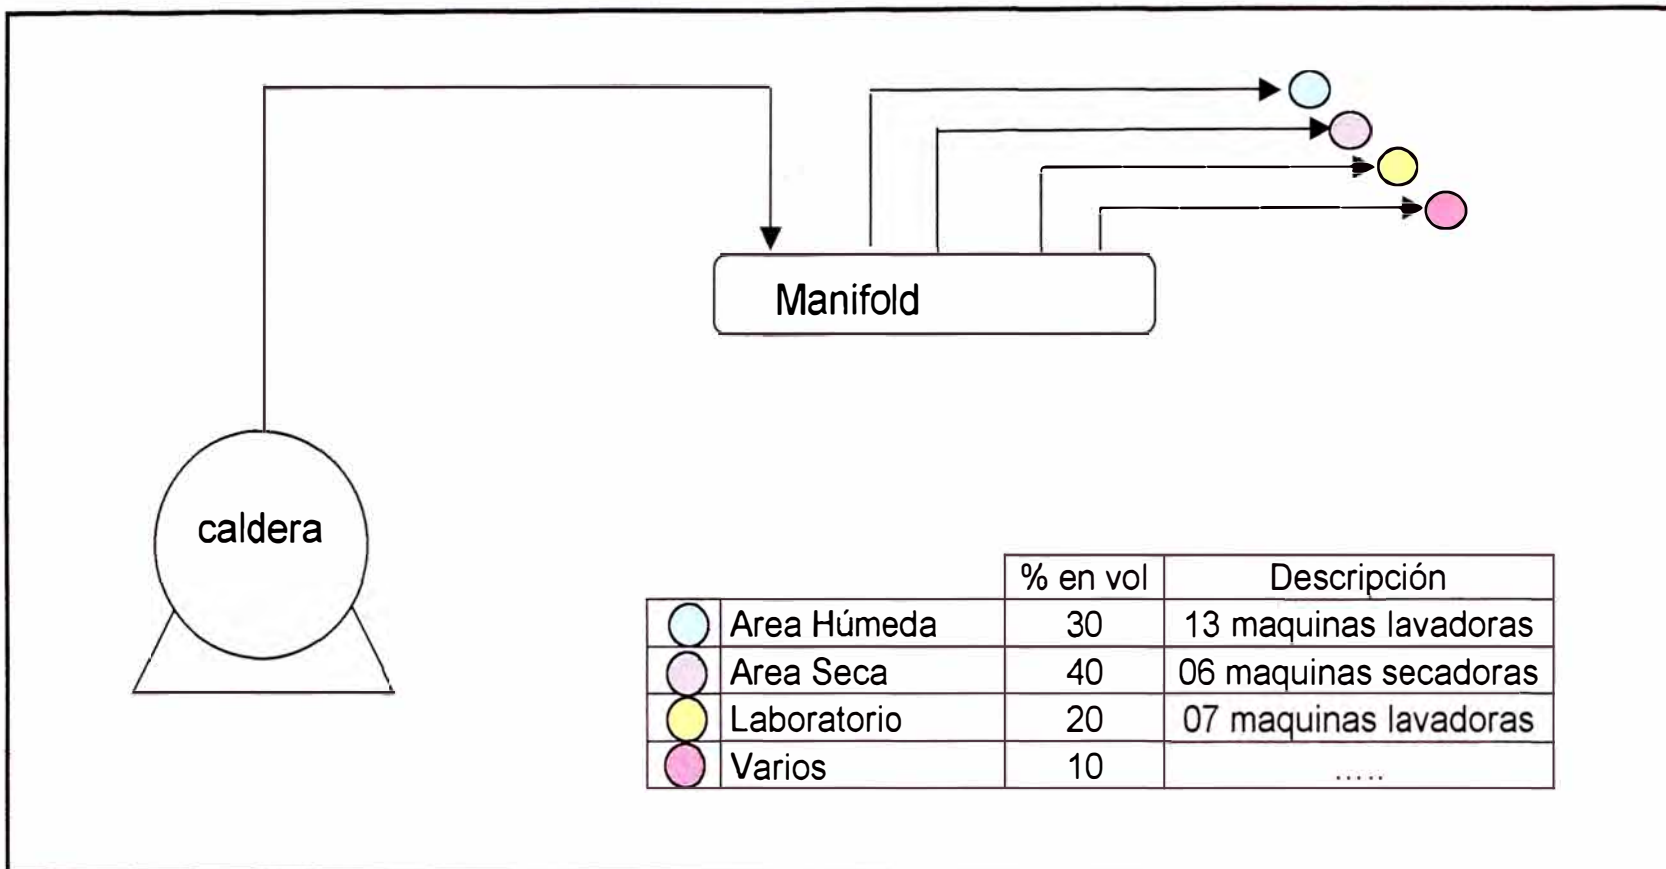 Manifold
caldera
% en vol Descripción
Area Húmeda 30 13 maquinas lavadoras
Area Seca 40 06 maquinas secadoras
Laboratorio 20 07 maquinas lavadoras
Varios 10 .....